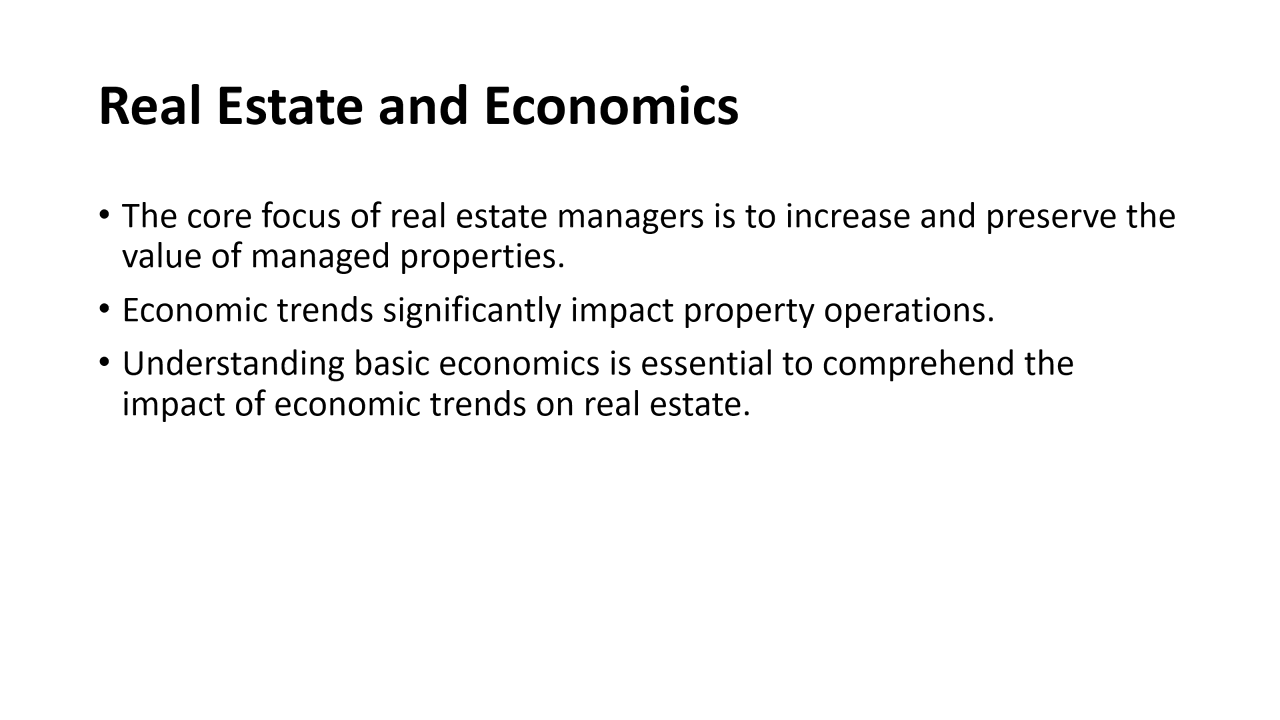 Real Estate and Economics
• The core focus of real estate managers is to increase and preserve the
value of managed properties.
• Economic trends significantly impact property operations.
• Understanding basic economics is essential to comprehend the
impact of economic trends on real estate.